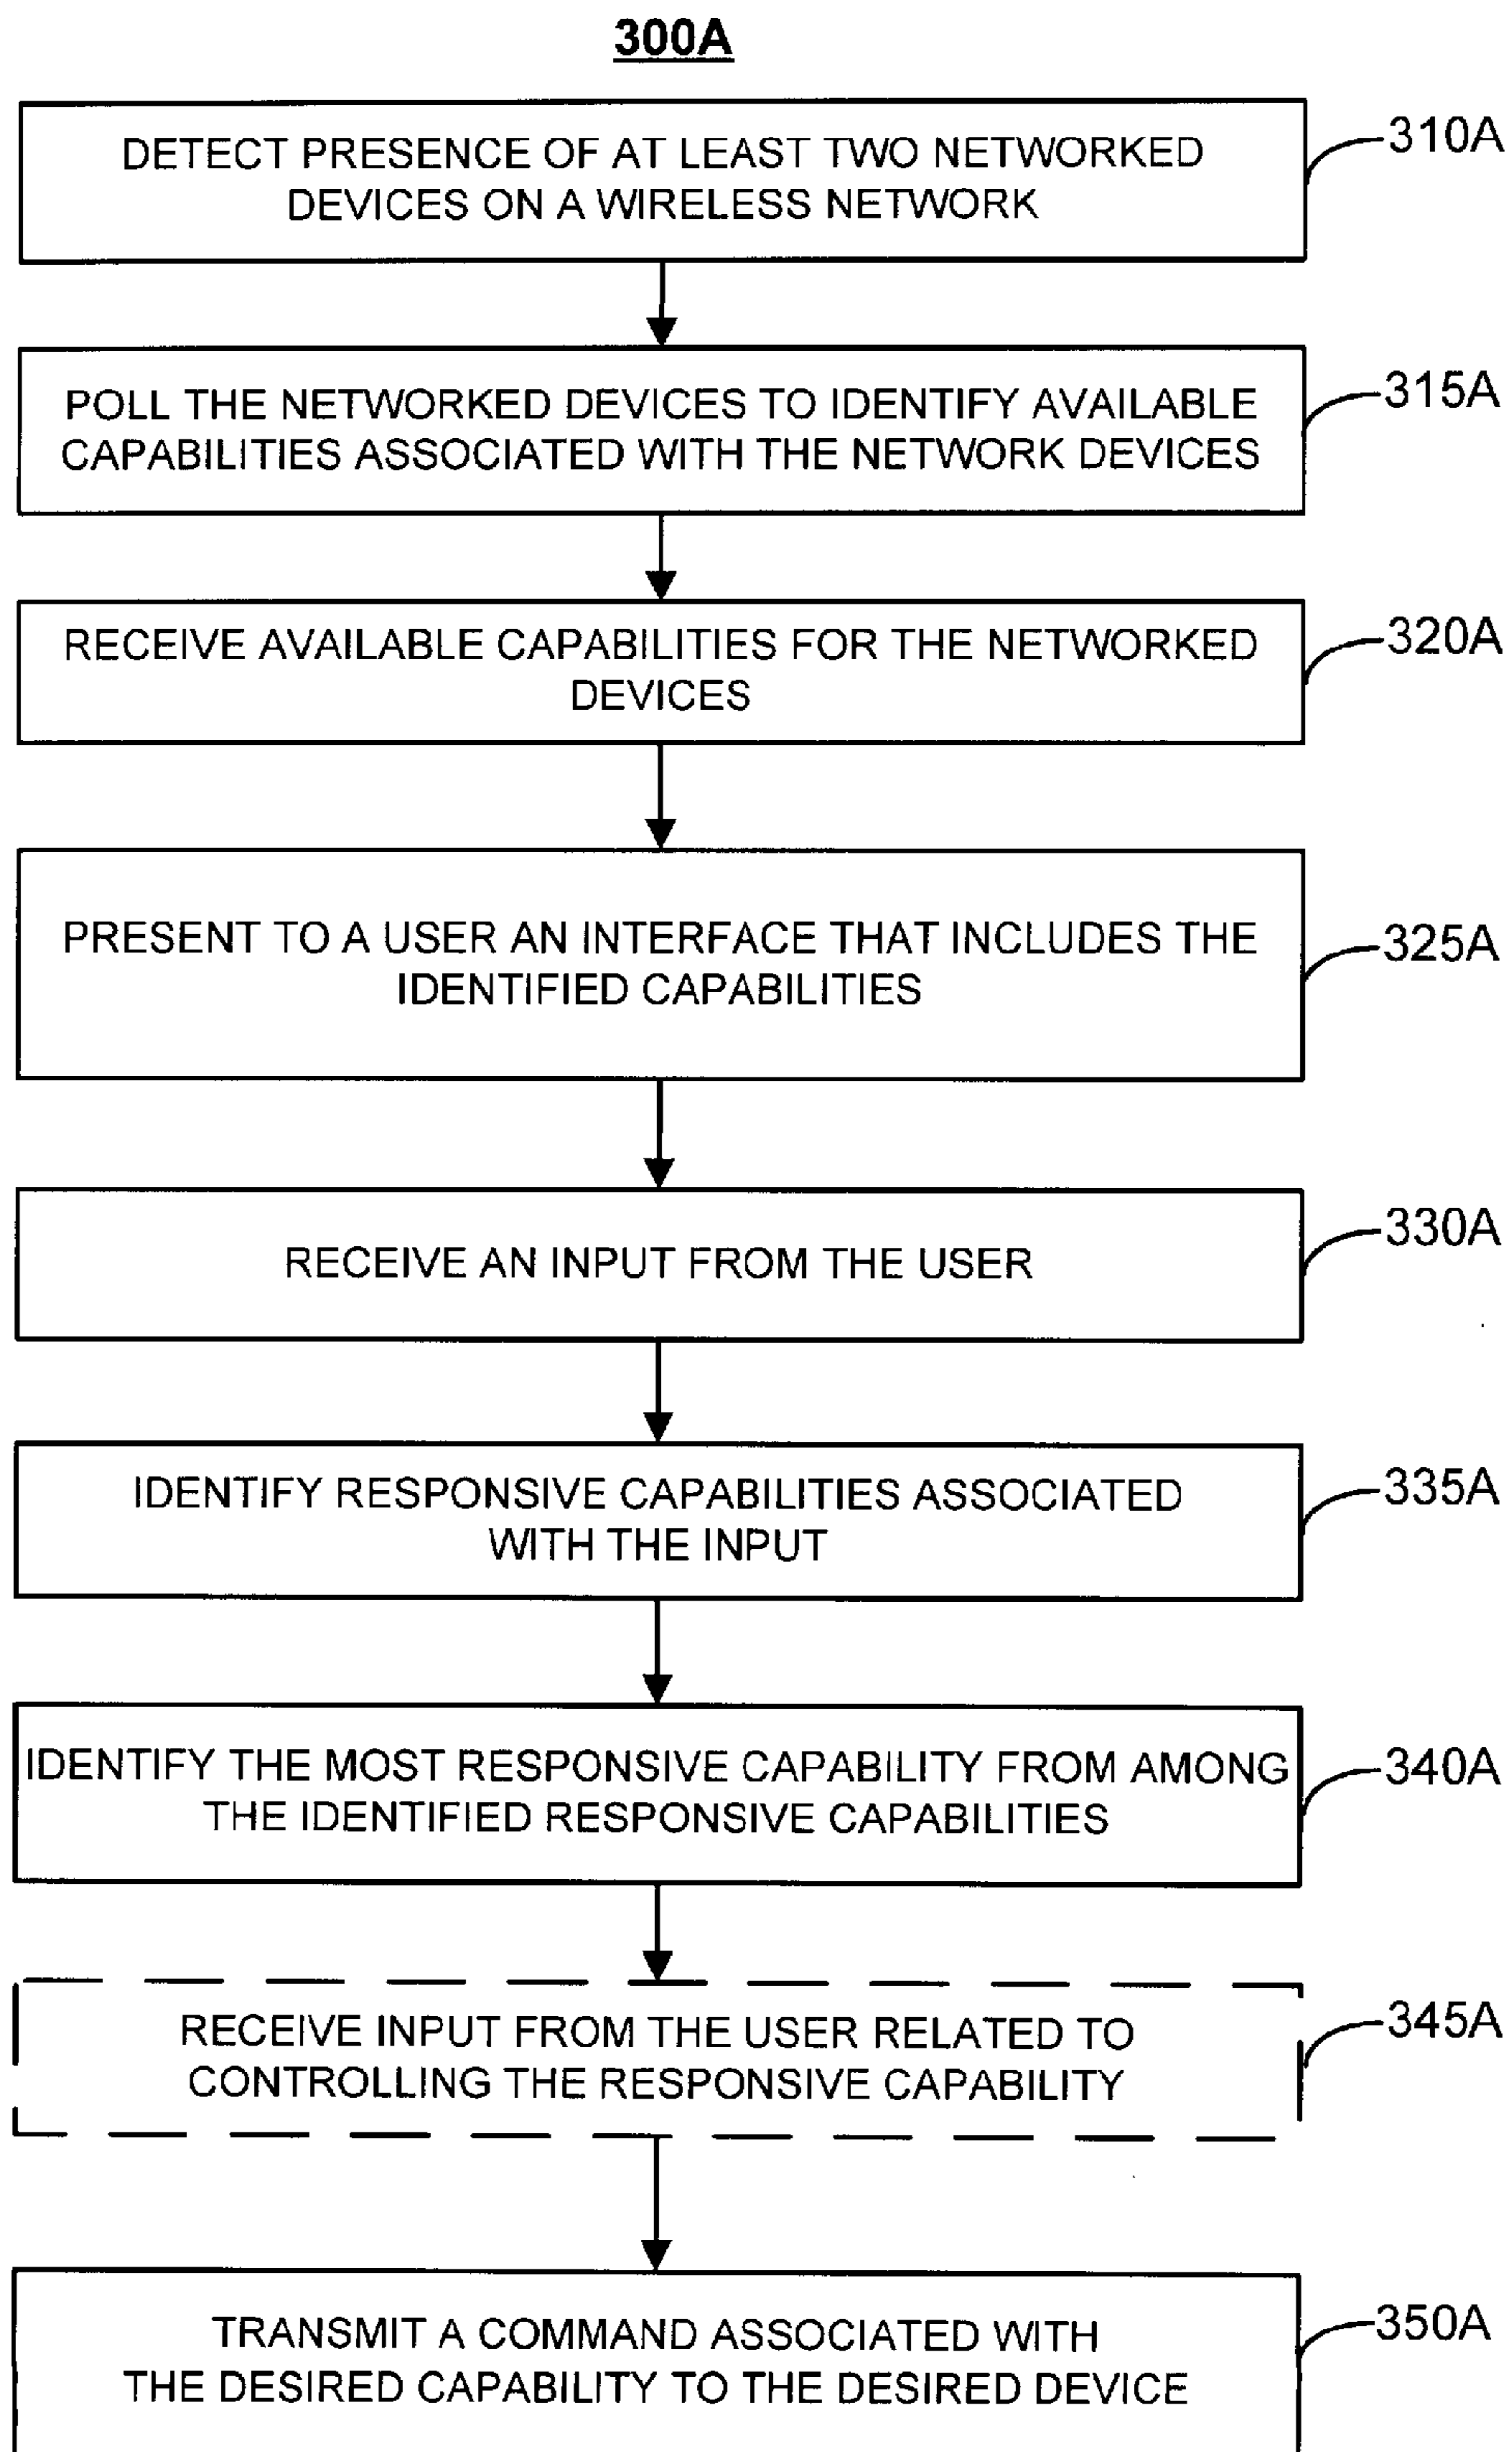 300A
DETECT PRESENCE OF AT LEAST TWO NETWORKED
DEVICES ON A WIRELESS NETWORK
310A
POLL THE NETWORKED DEVICES TO IDENTIFY AVAILABLE
CAPABILITIES ASSOCIATED WITH THE NETWORK DEVICES
315A
RECEIVE AVAILABLE CAPABILITIES FOR THE NETWORKED
DEVICES
320A
PRESENT TO A USER AN INTERFACE THAT INCLUDES THE
IDENTIFIED CAPABILITIES
325A
RECEIVE AN INPUT FROM THE USER
330A
IDENTIFY RESPONSIVE CAPABILITIES ASSOCIATED
WITH THE INPUT
335A
IDENTIFY THE MOST RESPONSIVE CAPABILITY FROM AMONG
THE IDENTIFIED RESPONSIVE CAPABILITIES
340A
RECEIVE INPUT FROM THE USER RELATED TO
CONTROLLING THE RESPONSIVE CAPABILITY
345A
TRANSMIT A COMMAND ASSOCIATED WITH
THE DESIRED CAPABILITY TO THE DESIRED DEVICE
350A